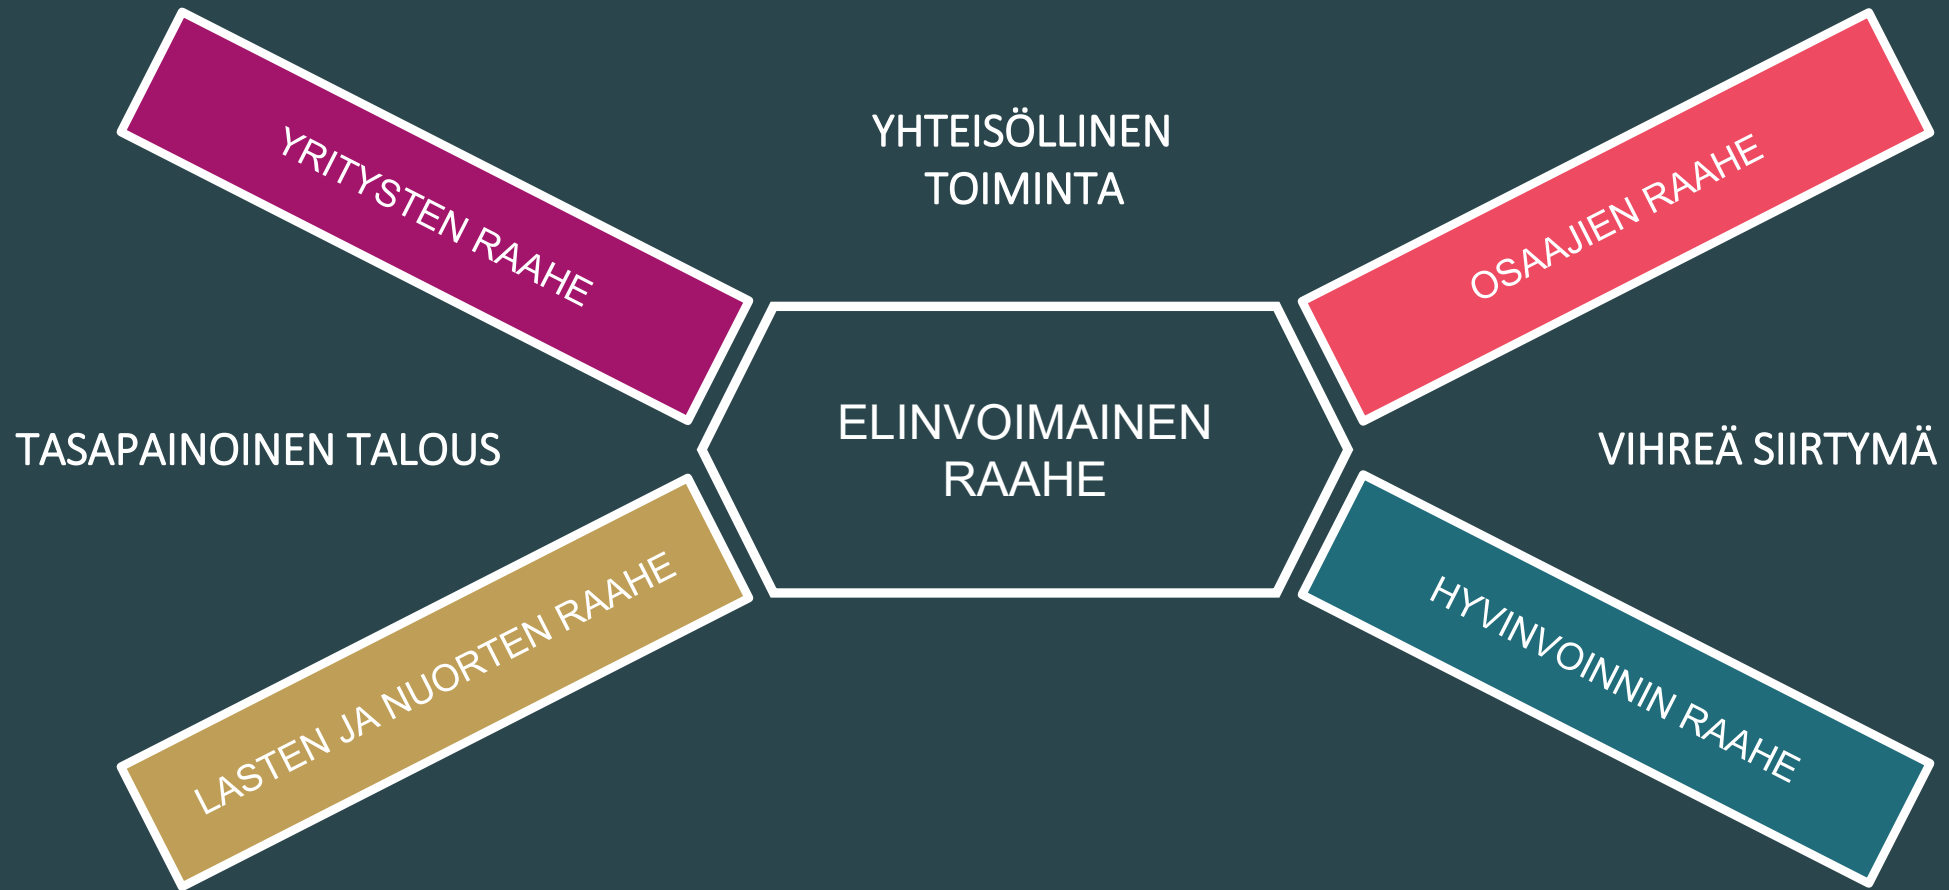 YRITYSTEN RAAHE
YHTEISÖLLINEN
TOIMINTA
OSAAJIEN RAAHE
TASAPAINOINEN TALOUS
ELINVOIMAINEN
RAAHE
VIHREÄ SIIRTYMÄ
LASTEN JA NUORTEN RAAHE
HYVINVOINNIN RAAHE